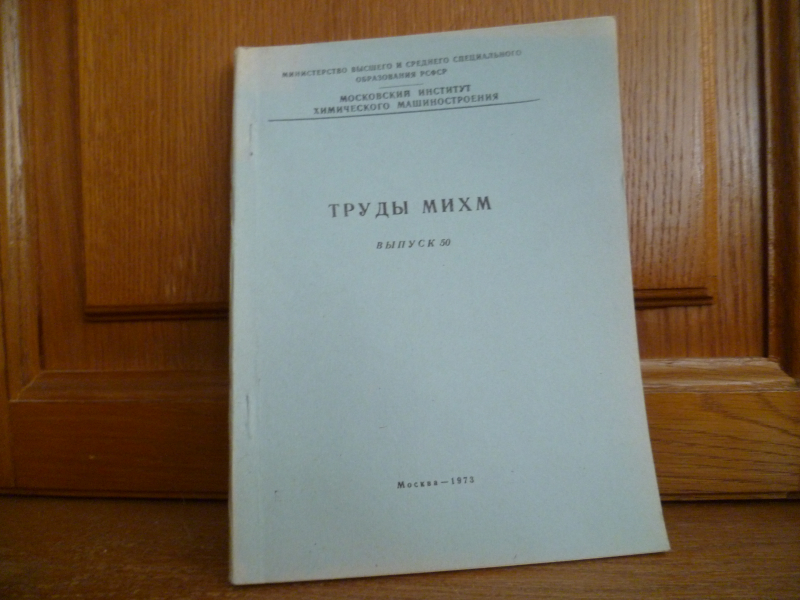 МИНИСТЕРСТВО ВЫСШЕГО И СРЕДНЕГО СПЕЦИАЛЬНОГО
ОБРАЗОВАНИЯ РСФСР
МОСКОВСКИЙ ИНСТИТУТ
ХИМИЧЕСКОГО МАШИНОСТРОЕНИЯ
ТРУДЫ МИХМ
ВЫПУСК 50
Москва—1973